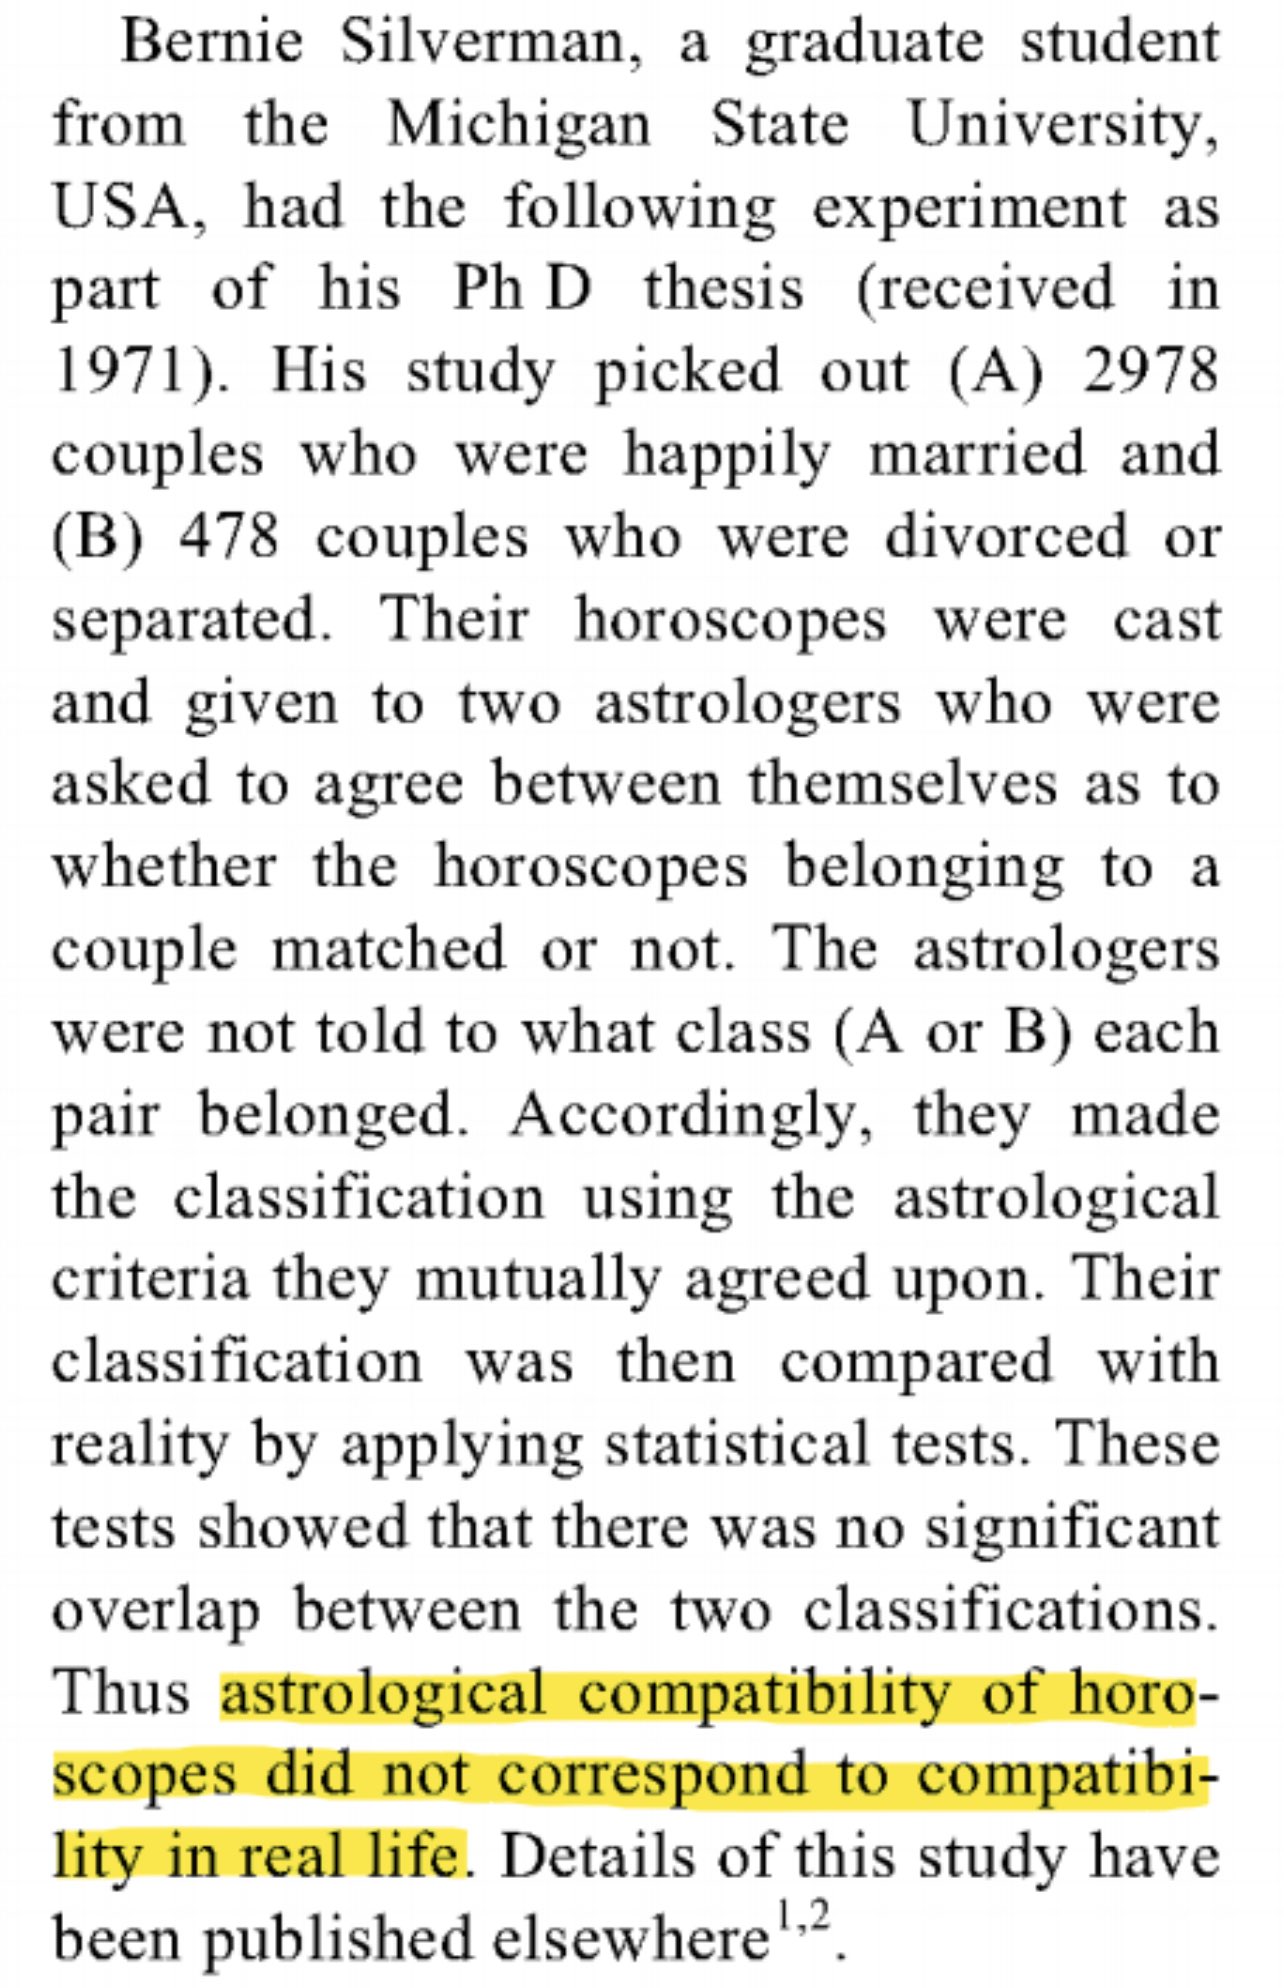 Bernie Silverman, a graduate student
from the Michigan State University,
USA, had the following experiment as
part of his Ph D thesis (received in
1971). His study picked out (A) 2978
couples who were happily married and
(B) 478 couples who were divorced or
separated. Their horoscopes were cast
and given to two astrologers who were
asked to agree between themselves as to
whether the horoscopes belonging to a
couple matched or not. The astrologers
were not told to what class (A or B) each
pair belonged. Accordingly, they made
the classification using the astrological
criteria they mutually agreed upon. Their
classification was then compared with
reality by applying statistical tests. These
tests showed that there was no significant
overlap between the two classifications.
Thus astrological compatibility of horo-
scopes did not correspond to compatibi-
lity in real life. Details of this study have
been published elsewhere1,2.